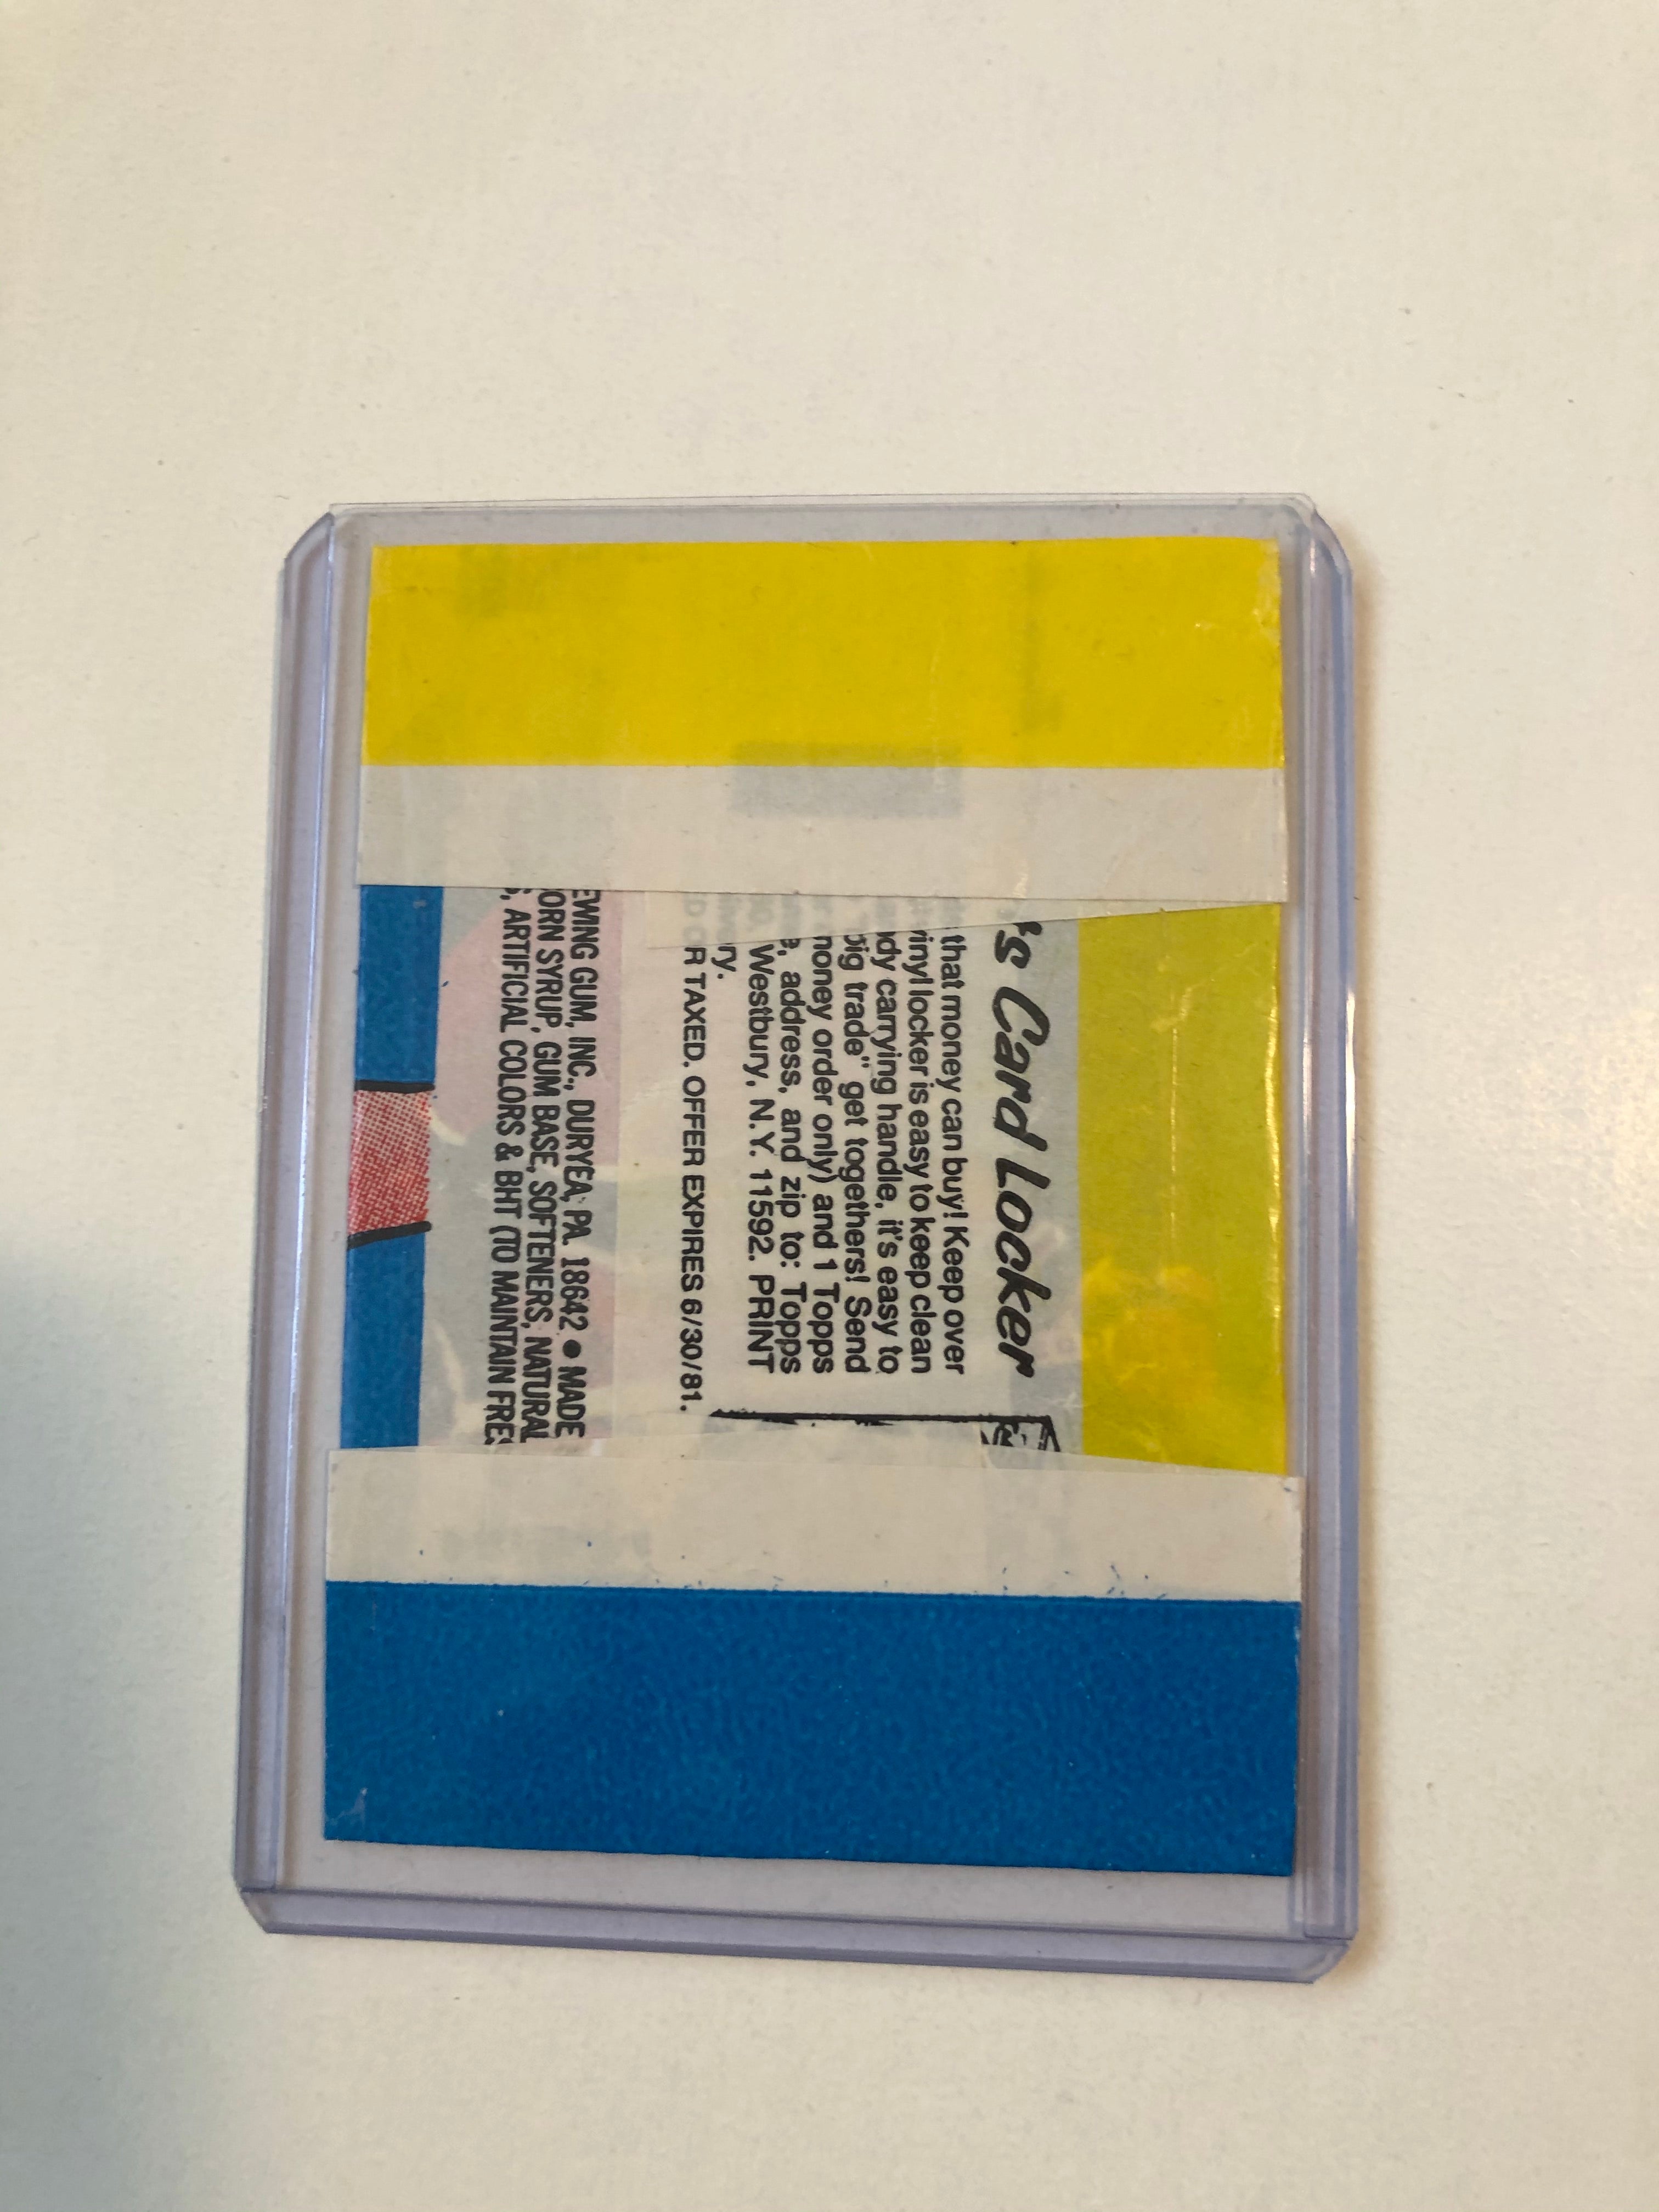 's Card Locker
that money can buy! Keep over
vinyl locker is easy to keep clean
dy carrying handle, it's easy to
big trade" get togethers! Send
money order only) and 1 Topps
, address, and zip to: Topps
Westbury, N.Y. 11592. PRINT
ry.
R TAXED. OFFER EXPIRES 6/30/81.
EWING GUM, INC., DURYEA, PA. 18642 • MADE
ORN SYRUP, GUM BASE, SOFTENERS, NATURAL
, ARTIFICIAL COLORS & BHT (TO MAINTAIN FRES